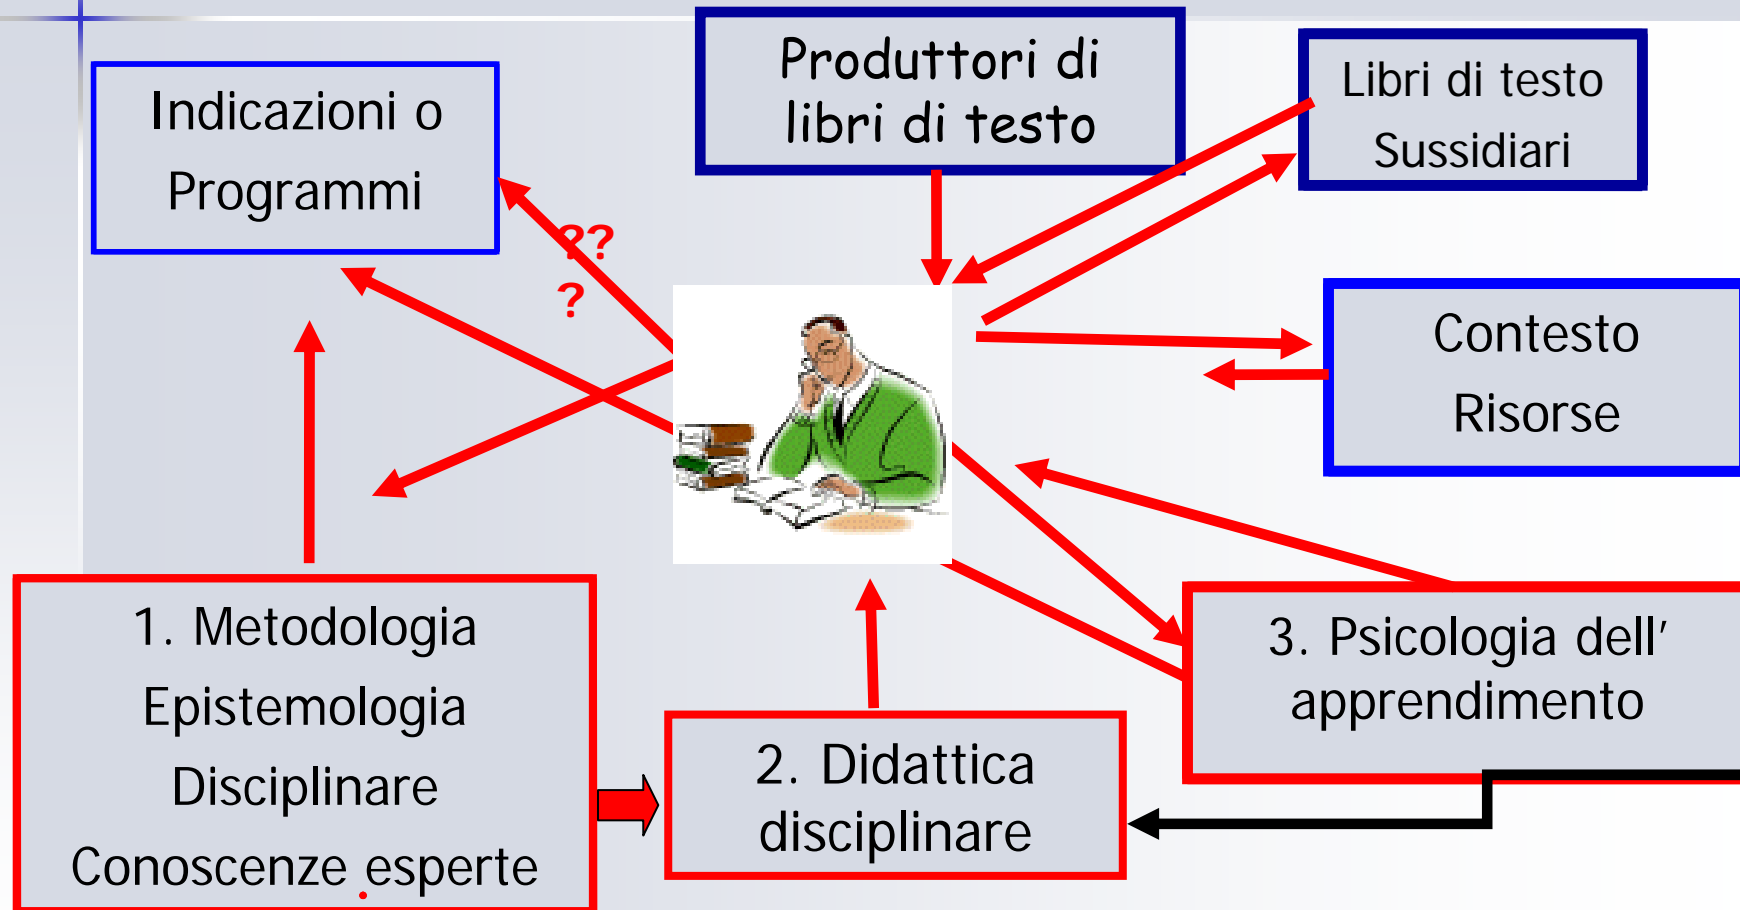 Indicazioni o
Programmi
Produttori di
libri di testo
Libri di testo
Sussidiari
??
?
Contesto
Risorse
1. Metodologia
Epistemologia
Disciplinare
Conoscenze esperte
2. Didattica
disciplinare
3. Psicologia dell'
apprendimento